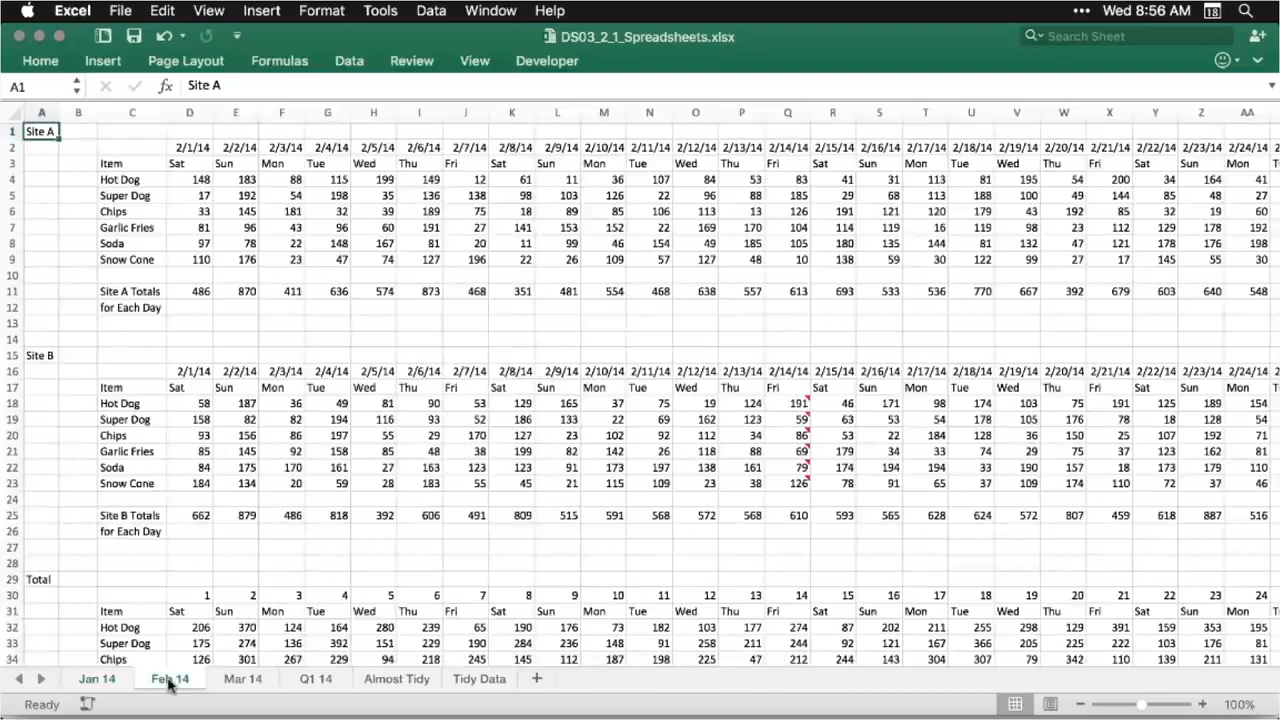 Excel File Edit View Insert Format Tools Data Window Help ••• Wed 8:56 AM 18
DS03_2_1_Spreadsheets.xlsx Search Sheet
Home Insert Page Layout Formulas Data Review View Developer
A1 fx Site A
A B C D E F G H I J K L M N O P Q R S T U V W X Y Z AA
1 Site A
2 2/1/14 2/2/14 2/3/14 2/4/14 2/5/14 2/6/14 2/7/14 2/8/14 2/9/14 2/10/14 2/11/14 2/12/14 2/13/14 2/14/14 2/15/14 2/16/14 2/17/14 2/18/14 2/19/14 2/20/14 2/21/14 2/22/14 2/23/14 2/24/14
3 Item Sat Sun Mon Tue Wed Thu Fri Sat Sun Mon Tue Wed Thu Fri Sat Sun Mon Tue Wed Thu Fri Sat Sun Mon
4 Hot Dog 148 183 88 115 199 149 12 61 11 36 107 84 53 83 41 31 113 81 195 54 200 34 164 41
5 Super Dog 17 192 54 198 35 136 138 98 103 126 22 96 88 185 29 68 113 188 100 49 144 85 48 27
6 Chips 33 145 181 32 39 189 75 18 89 85 106 113 13 126 191 121 120 179 43 192 85 32 19 60
7 Garlic Fries 81 96 43 96 60 191 27 141 153 152 22 169 170 104 114 119 16 119 98 23 112 129 178 192
8 Soda 97 78 22 148 167 81 20 11 99 46 154 49 185 105 180 135 144 81 132 47 121 178 176 198
9 Snow Cone 110 176 23 47 74 127 196 22 26 109 57 127 48 10 138 59 30 122 99 27 17 145 55 30
10
11 Site A Totals 486 870 411 636 574 873 468 351 481 554 468 638 557 613 693 533 536 770 667 392 679 603 640 548
12 for Each Day
13
14
15 Site B
16 2/1/14 2/2/14 2/3/14 2/4/14 2/5/14 2/6/14 2/7/14 2/8/14 2/9/14 2/10/14 2/11/14 2/12/14 2/13/14 2/14/14 2/15/14 2/16/14 2/17/14 2/18/14 2/19/14 2/20/14 2/21/14 2/22/14 2/23/14 2/24/14
17 Item Sat Sun Mon Tue Wed Thu Fri Sat Sun Mon Tue Wed Thu Fri Sat Sun Mon Tue Wed Thu Fri Sat Sun Mon
18 Hot Dog 58 187 36 49 81 90 53 129 165 37 75 19 124 191 46 171 98 174 103 75 191 125 189 154
19 Super Dog 158 82 82 194 116 93 52 186 133 22 69 162 123 59 63 53 54 178 105 176 78 18 128 54
20 Chips 93 156 86 197 55 29 170 127 23 102 92 112 34 86 53 22 184 128 36 150 25 107 192 71
21 Garlic Fries 85 145 92 158 85 48 38 199 82 142 26 118 88 69 179 34 33 74 29 75 37 123 162 81
22 Soda 84 175 170 161 27 163 123 123 91 173 197 138 161 79 174 194 194 33 190 157 18 173 179 110
23 Snow Cone 184 134 20 59 28 183 55 45 21 115 109 23 38 126 78 91 65 37 109 174 110 72 37 46
24
25 Site B Totals 662 879 486 818 392 606 491 809 515 591 568 572 568 610 593 565 628 624 572 807 459 618 887 516
26 for Each Day
27
28
29 Total
30 1 2 3 4 5 6 7 8 9 10 11 12 13 14 15 16 17 18 19 20 21 22 23 24
31 Item Sat Sun Mon Tue Wed Thu Fri Sat Sun Mon Tue Wed Thu Fri Sat Sun Mon Tue Wed Thu Fri Sat Sun Mon
32 Hot Dog 206 370 124 164 280 239 65 190 176 73 182 103 177 274 87 202 211 255 298 129 391 159 353 195
33 Super Dog 175 274 136 392 151 229 190 284 236 148 91 258 211 244 92 121 167 366 205 225 222 103 176 81
34 Chips 126 301 267 229 94 218 245 145 112 187 198 225 47 212 244 143 304 307 79 342 110 139 211 131
Jan 14 Feb 14 Mar 14 Q1 14 Almost Tidy Tidy Data +
Ready 100%